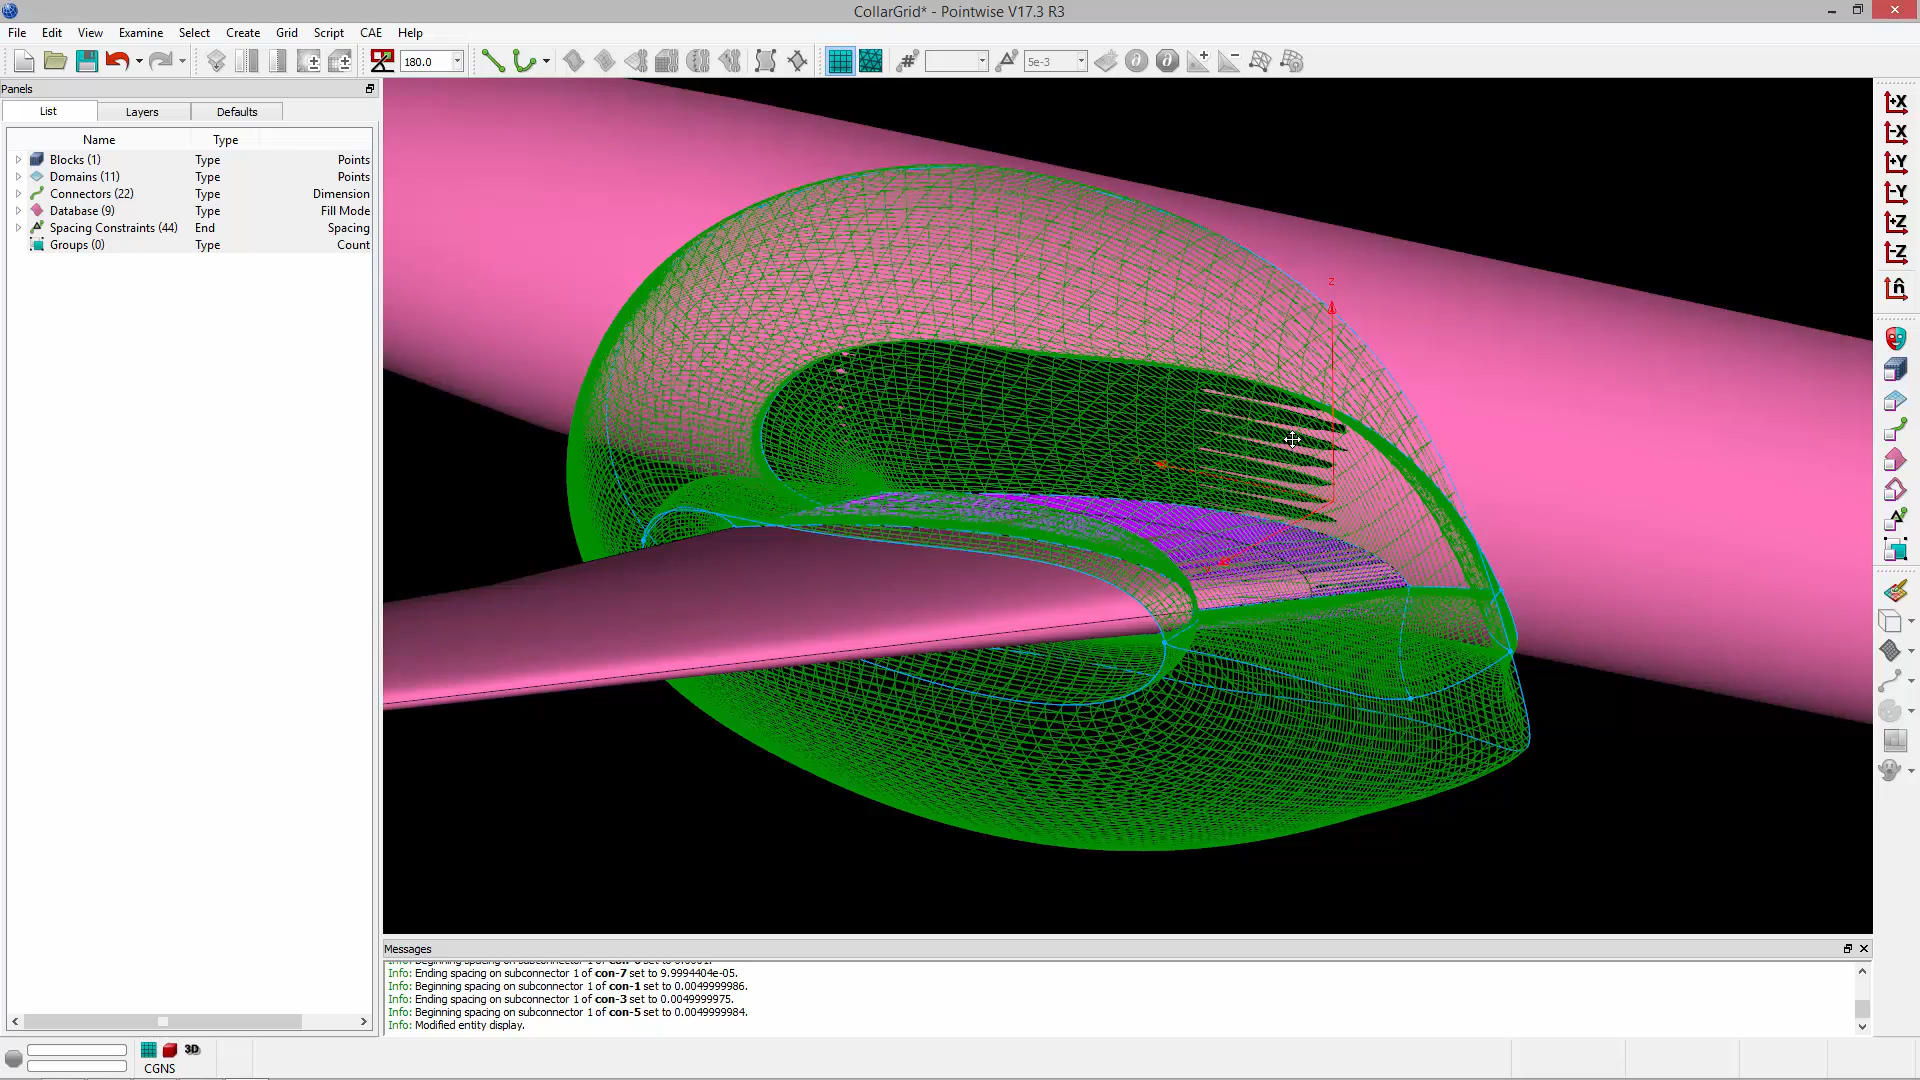 CollarGrid* - Pointwise V17.3 R3
File Edit View Examine Select Create Grid Script CAE Help
180.0
5e-3
Panels
List Layers Defaults
Name Type
Blocks (1) Type Points
Domains (11) Type Points
Connectors (22) Type Dimension
Database (9) Type Fill Mode
Spacing Constraints (44) End Spacing
Groups (0) Type Count
Z
+X
-X
+Y
-Y
+Z
-Z
n̂
Messages
Info: Ending spacing on subconnector 1 of con-7 set to 9.9994404e-05.
Info: Beginning spacing on subconnector 1 of con-1 set to 0.0049999986.
Info: Ending spacing on subconnector 1 of con-3 set to 0.0049999975.
Info: Beginning spacing on subconnector 1 of con-5 set to 0.0049999984.
Info: Modified entity display.
3D
CGNS